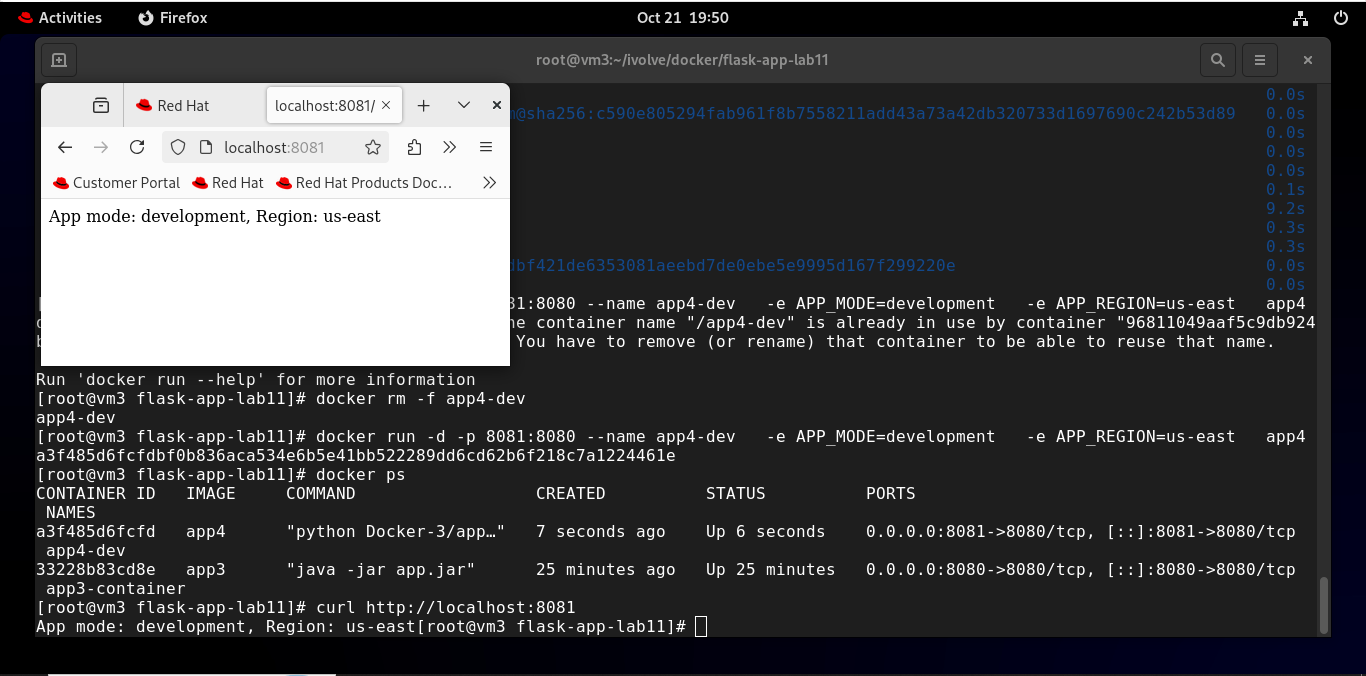 Activities Firefox Oct 21 19:50
root@vm3:~/ivolve/docker/flask-app-lab11
Red Hat localhost:8081/
localhost:8081
Customer Portal Red Hat Red Hat Products Doc…
App mode: development, Region: us-east
0.0s
@sha256:c590e805294fab961f8b7558211add43a73a42db320733d1697690c242b53d89 0.0s
0.0s
0.0s
0.0s
0.1s
9.2s
0.3s
0.3s
bf421de6353081aeebd7de0ebe5e9995d167f299220e 0.0s
0.0s
81:8080 --name app4-dev -e APP_MODE=development -e APP_REGION=us-east app4
e container name "/app4-dev" is already in use by container "96811049aaf5c9db924
You have to remove (or rename) that container to be able to reuse that name.
Run 'docker run --help' for more information
[root@vm3 flask-app-lab11]# docker rm -f app4-dev
app4-dev
[root@vm3 flask-app-lab11]# docker run -d -p 8081:8080 --name app4-dev -e APP_MODE=development -e APP_REGION=us-east app4
a3f485d6fcfdbf0b836aca534e6b5e41bb522289dd6cd62b6f218c7a1224461e
[root@vm3 flask-app-lab11]# docker ps
CONTAINER ID IMAGE COMMAND CREATED STATUS PORTS
NAMES
a3f485d6fcfd app4 "python Docker-3/app…" 7 seconds ago Up 6 seconds 0.0.0.0:8081->8080/tcp, [::]:8081->8080/tcp
app4-dev
33228b83cd8e app3 "java -jar app.jar" 25 minutes ago Up 25 minutes 0.0.0.0:8080->8080/tcp, [::]:8080->8080/tcp
app3-container
[root@vm3 flask-app-lab11]# curl http://localhost:8081
App mode: development, Region: us-east[root@vm3 flask-app-lab11]#